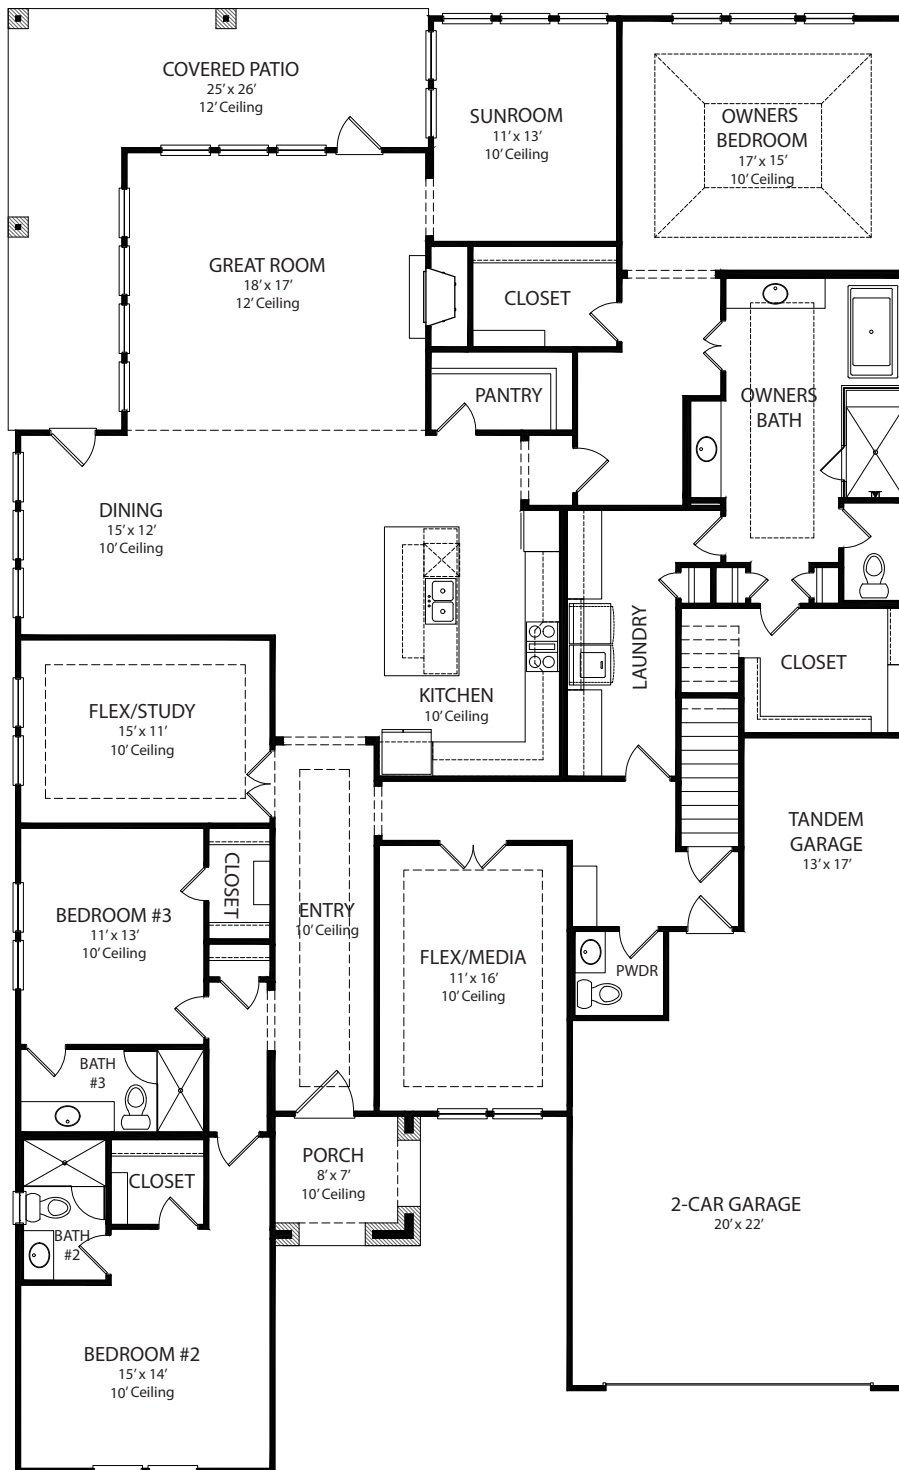 COVERED PATIO
25' x 26'
12' Ceiling
SUNROOM
11' x 13'
10' Ceiling
OWNERS
BEDROOM
17' x 15'
10' Ceiling
GREAT ROOM
18' x 17'
12' Ceiling
CLOSET
PANTRY
OWNERS
BATH
DINING
15' x 12'
10' Ceiling
LAUNDRY
CLOSET
KITCHEN
10' Ceiling
FLEX/STUDY
15' x 11'
10' Ceiling
TANDEM
GARAGE
13' x 17'
CLOSET
BEDROOM #3
11' x 13'
10' Ceiling
ENTRY
10' Ceiling
FLEX/MEDIA
11' x 16'
10' Ceiling
PWDR
BATH
#3
PORCH
8' x 7'
10' Ceiling
CLOSET
2-CAR GARAGE
20' x 22'
BATH
#2
BEDROOM #2
15' x 14'
10' Ceiling